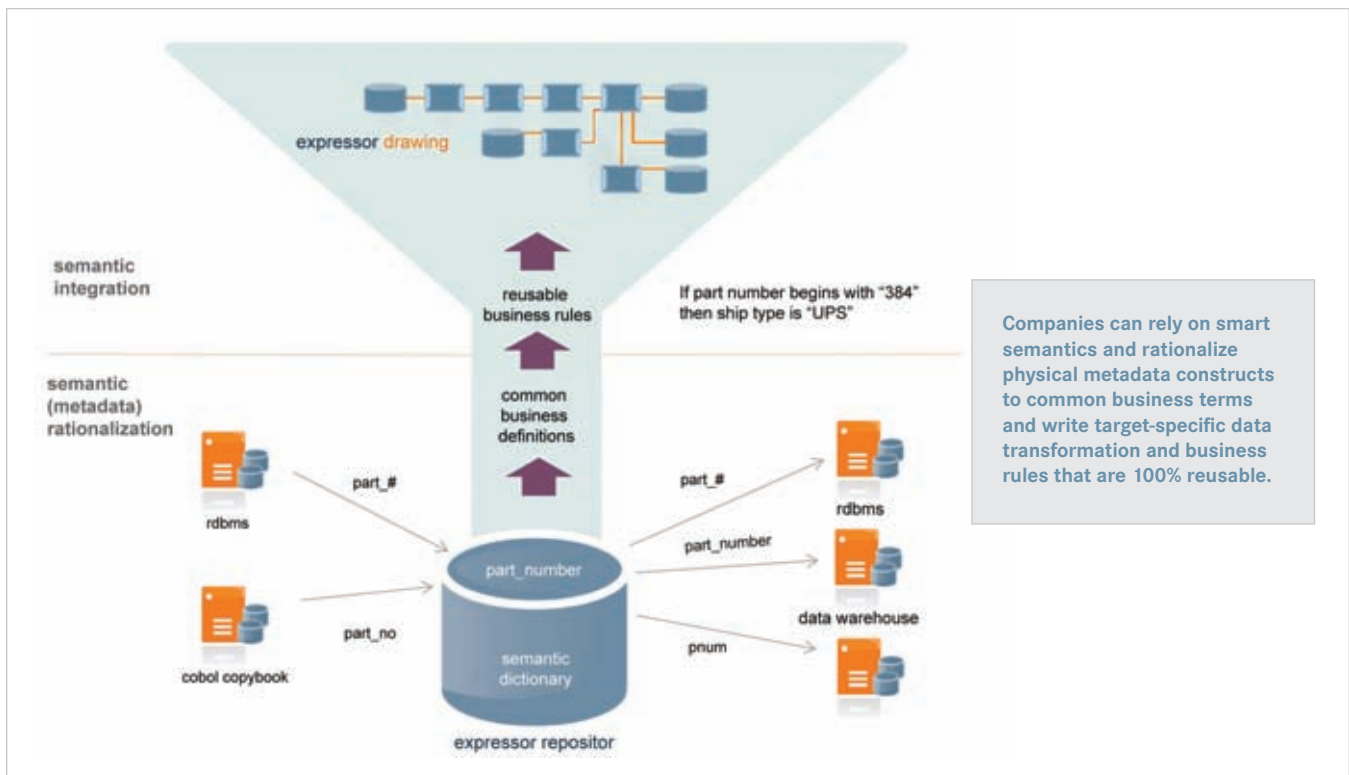 expressor drawing
semantic
integration
reusable
business rules
If part number begins with “384”
then ship type is “UPS”
Companies can rely on smart
semantics and rationalize
physical metadata constructs
to common business terms
and write target-specific data
transformation and business
rules that are 100% reusable.
semantic
(metadata)
rationalization
common
business
definitions
part_#
rdbms
part_#
rdbms
part_number
part_number
data warehouse
part_no
cobol copybook
pnum
semantic
dictionary
expressor repositor